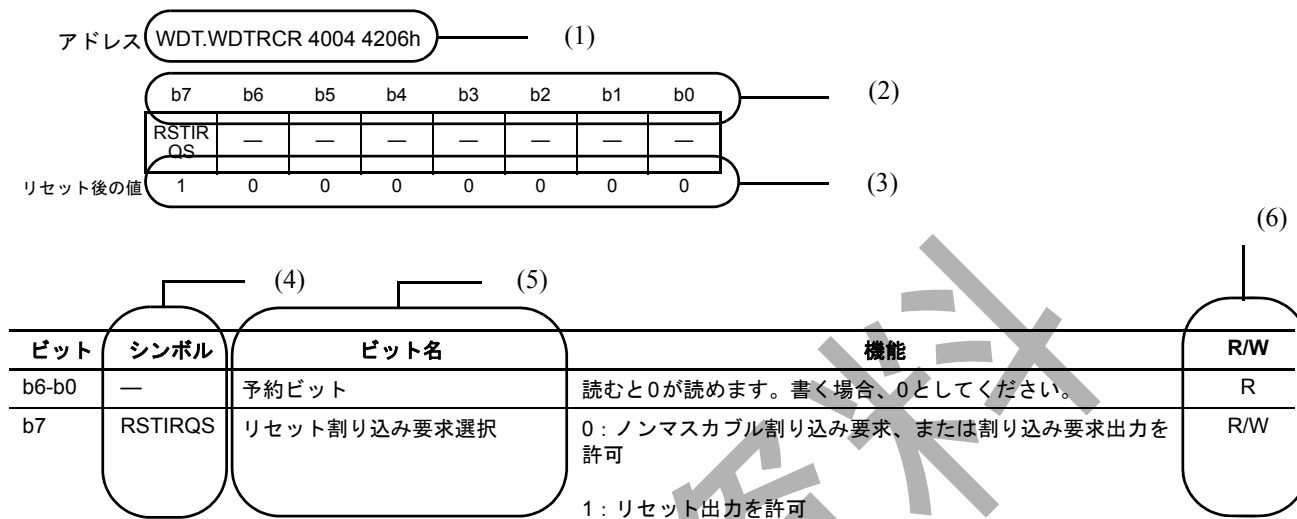 アドレス WDT.WDTRCR 4004 4206h (1)
b7 b6 b5 b4 b3 b2 b1 b0 (2)
RSTIR
QS — — — — — — —
リセット後の値 1 0 0 0 0 0 0 0 (3)
(6)
(4) (5)
ビット シンボル ビット名 機能 R/W
b6-b0 — 予約ビット 読むと0が読めます。書く場合、0としてください。 R
b7 RSTIRQS リセット割り込み要求選択 0：ノンマスカブル割り込み要求、または割り込み要求出力を R/W
許可
1：リセット出力を許可